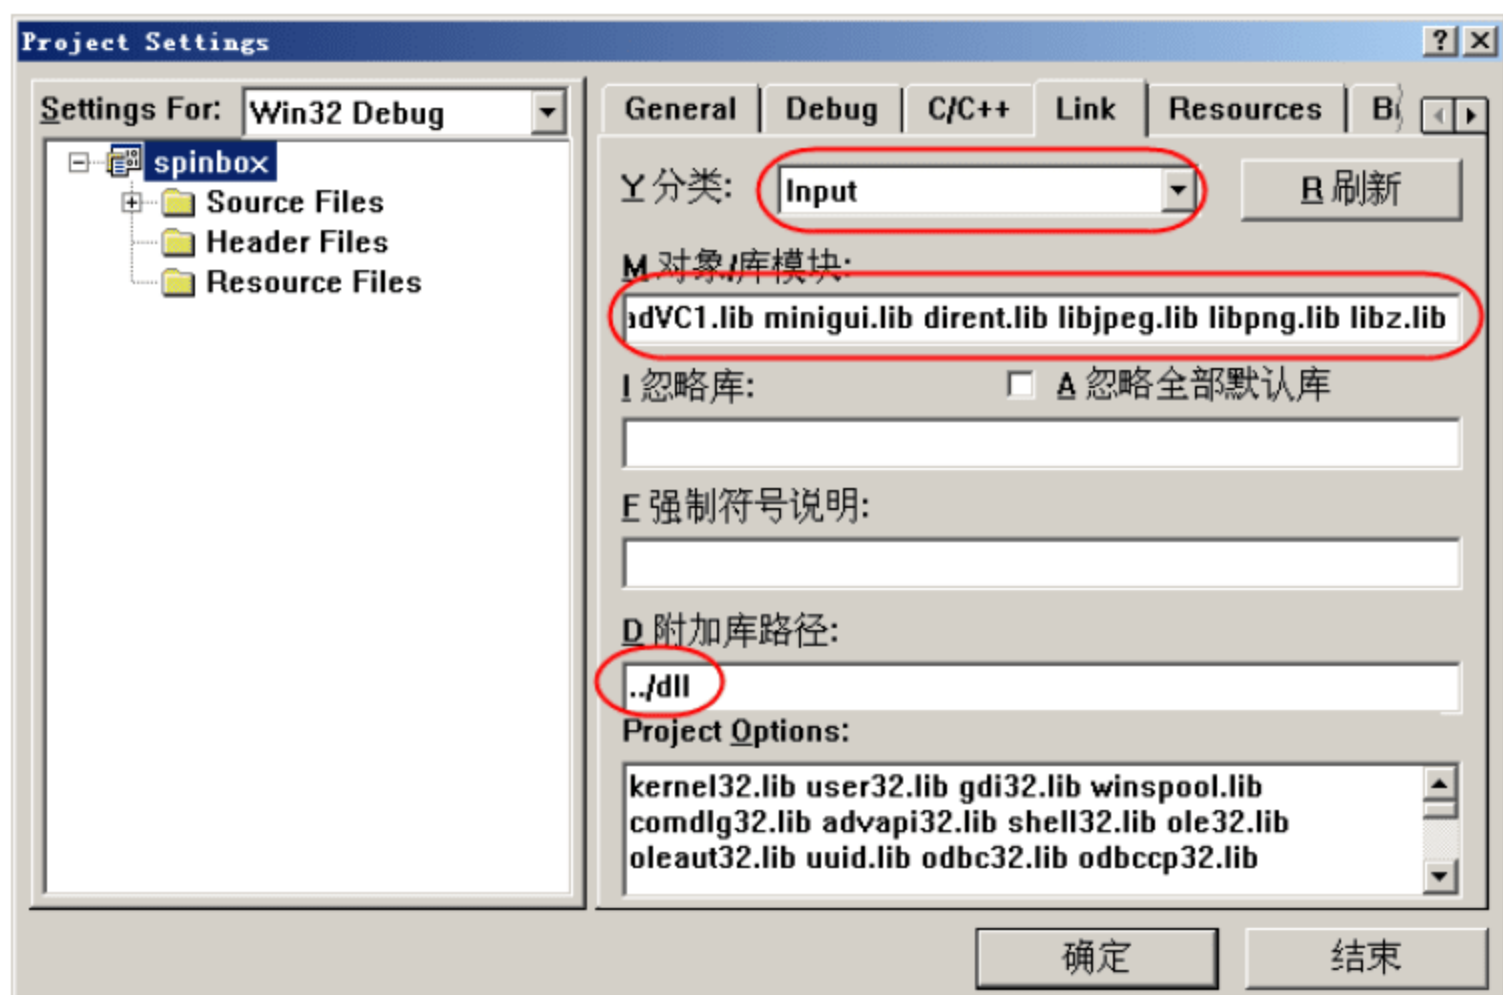 Project Settings
Settings For: Win32 Debug
spinbox
Source Files
Header Files
Resource Files
General Debug C/C++ Link Resources
Y 分类: Input R 刷新
M 对象/库模块:
minigui.lib dirent.lib libjpeg.lib libpng.lib libz.lib
I 忽略库: A 忽略全部默认库
F 强制符号说明:
D 附加库路径:
../dll
Project Options:
kernel32.lib user32.lib gdi32.lib winspool.lib
comdlg32.lib advapi32.lib shell32.lib ole32.lib
oleaut32.lib uuid.lib odbc32.lib odbccp32.lib
确定 结束